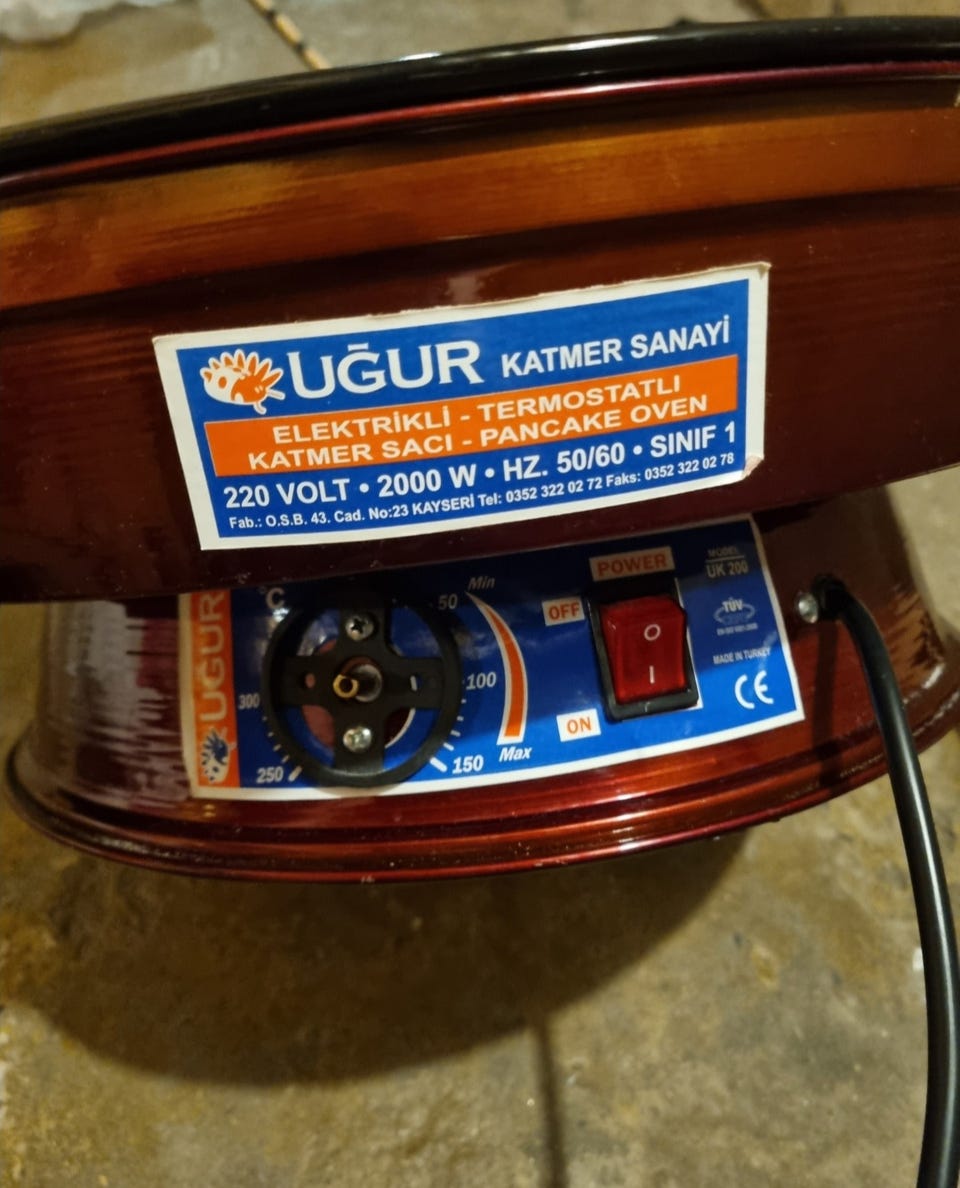 UĞUR KATMER SANAYİ
ELEKTRİKLİ - TERMOSTATLI
KATMER SACI - PANCAKE OVEN
220 VOLT • 2000 W • HZ. 50/60 • SINIF 1
Fab.: O.S.B. 43. Cad. No:23 KAYSERİ Tel: 0352 322 02 72 Faks: 0352 322 02 78
UĞUR
°C
Min
50
100
150
Max
250
300
POWER
OFF
ON
MODEL
UK 200
TÜV
MADE IN TURKEY
CE